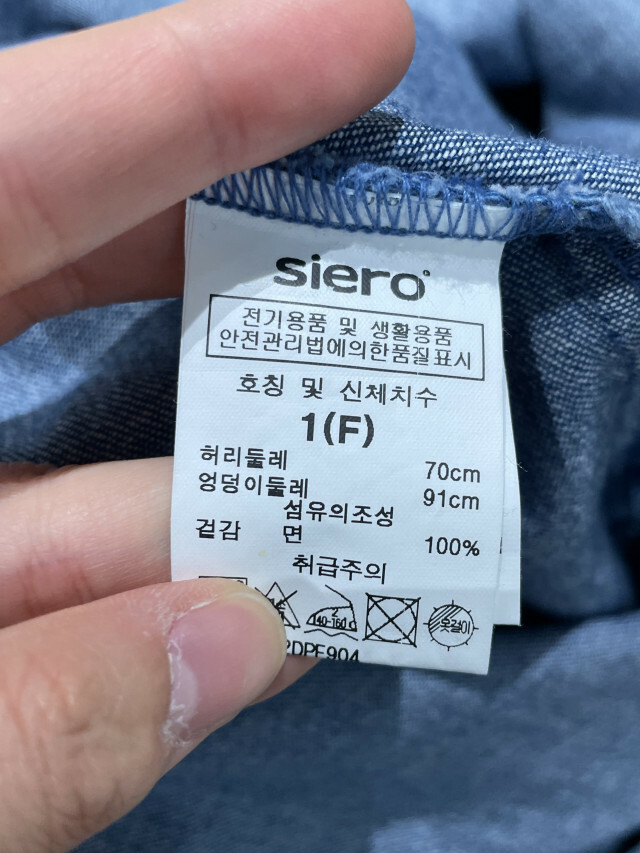 siero
전기용품 및 생활용품
안전관리법에의한품질표시
호칭 및 신체치수
1(F)
허리둘레 70cm
엉덩이둘레 91cm
섬유의조성
겉감 면 100%
취급주의
2
140-160℃
옷걸이
2DPE904